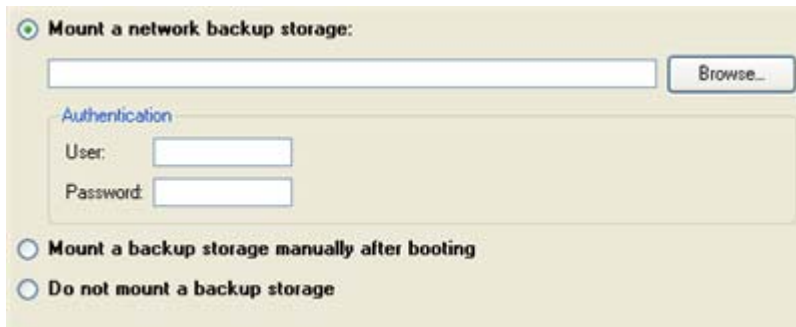 Mount a network backup storage:
Browse...
Authentication
User:
Password:
Mount a backup storage manually after booting
Do not mount a backup storage